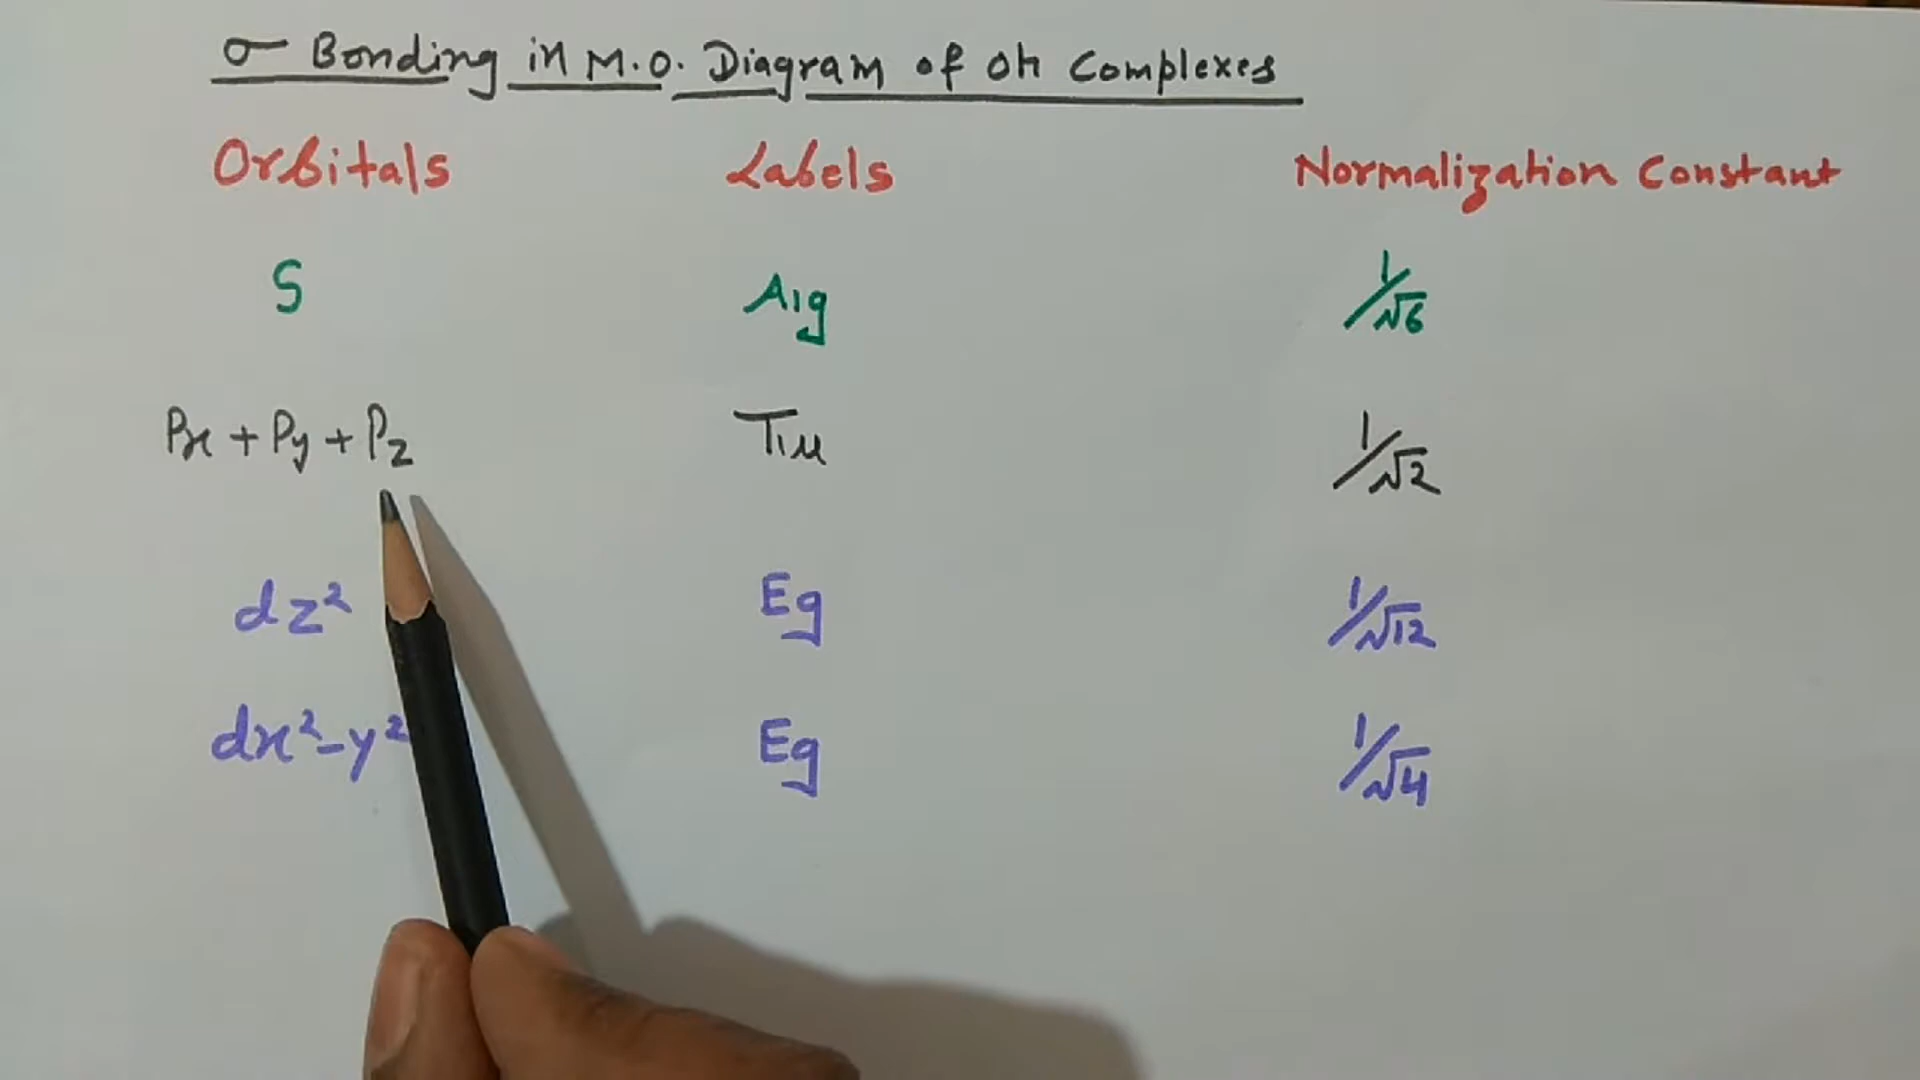 σ Bonding in M.O. Diagram of Oh Complexes
Orbitals Labels Normalization Constant
S A1g 1/√6
Px + Py + Pz T1u 1/√2
dz² Eg 1/√12
dx²-y² Eg 1/√4